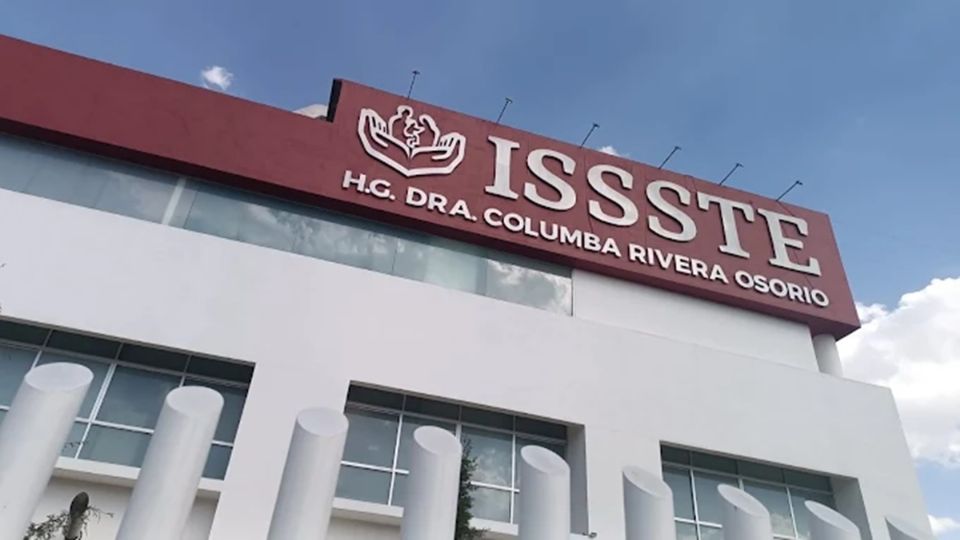 ISSSTE
H.G. DRA. COLUMBA RIVERA OSORIO